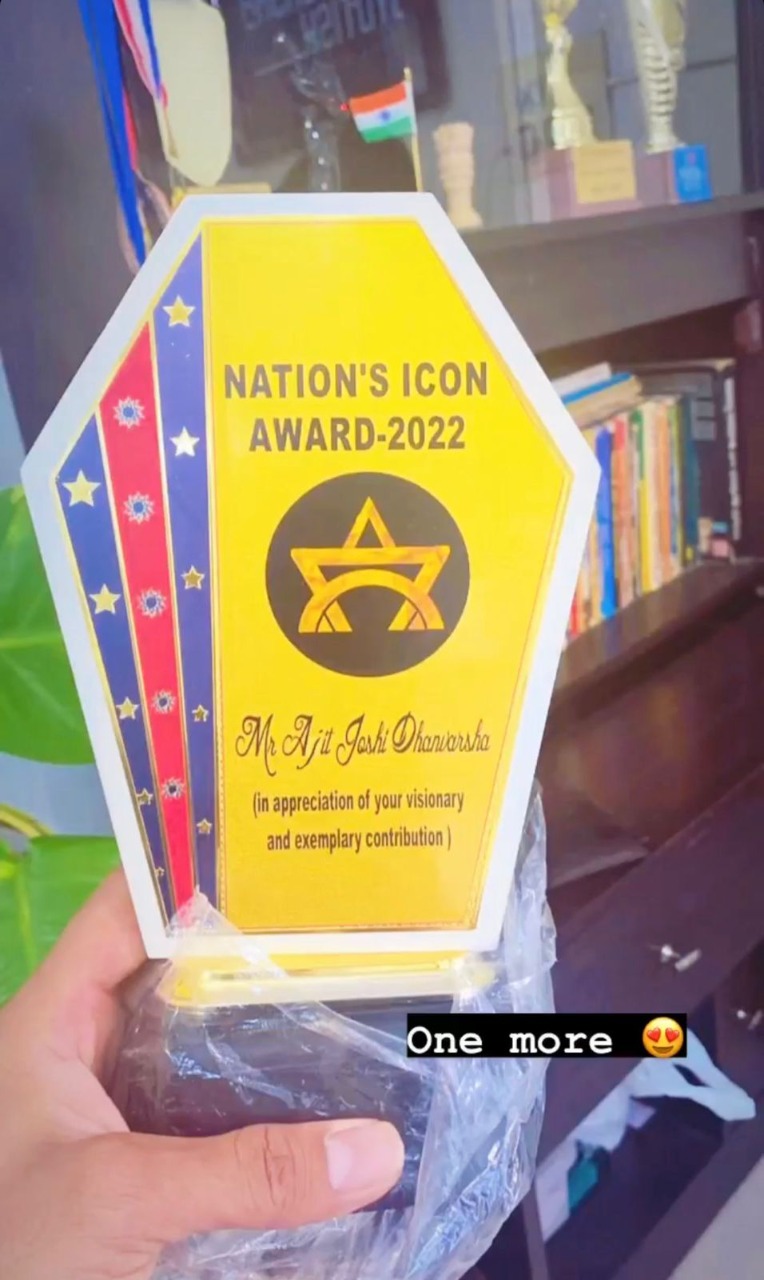 NATION'S ICON
AWARD-2022
Mr Ajit Joshi Dhanvarsha
(in appreciation of your visionary
and exemplary contribution )
One more 😍